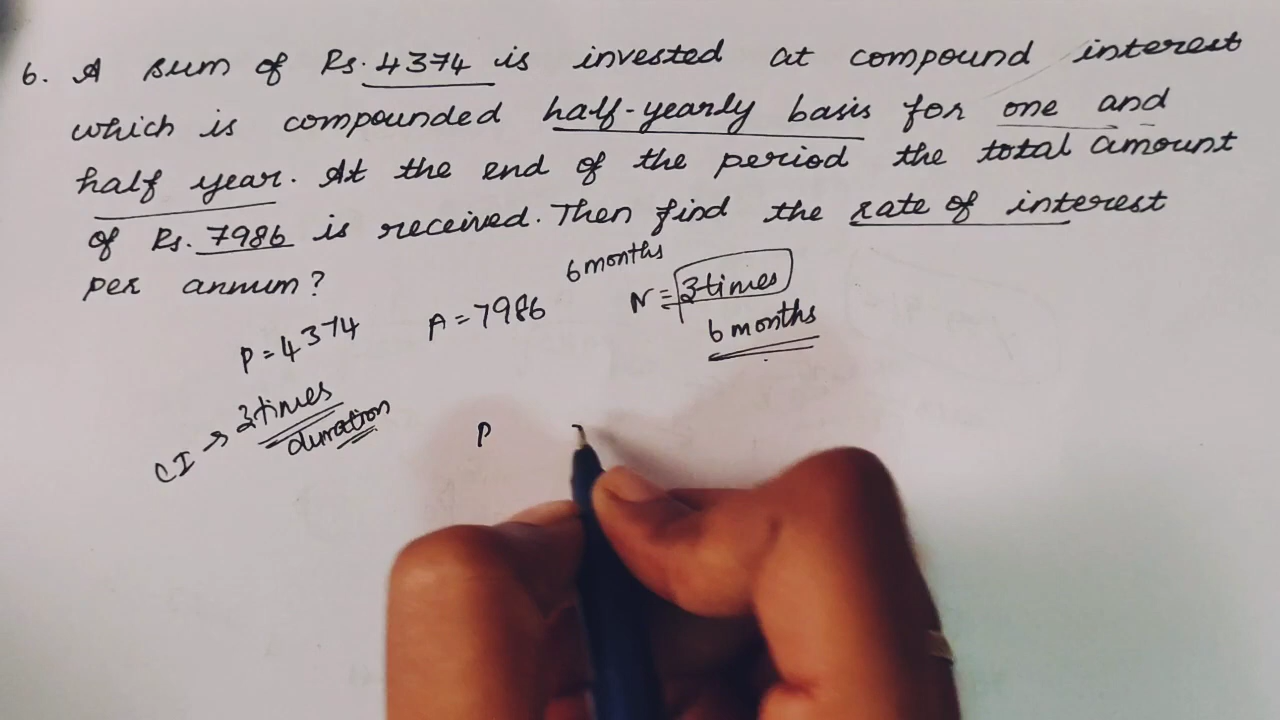 6. A sum of Rs. 4374 is invested at compound interest
which is compounded half-yearly basis for one and
half year. At the end of the period the total amount
of Rs. 7986 is received. Then find the rate of interest
per annum?
6 months
P = 4374 A = 7986 N = 3 times
6 months
CI → 3 times
duration
P